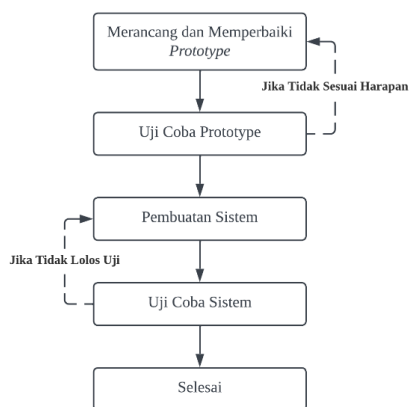 Merancang dan Memperbaiki
Prototype
Jika Tidak Sesuai Harapan
Uji Coba Prototype
Pembuatan Sistem
Jika Tidak Lolos Uji
Uji Coba Sistem
Selesai